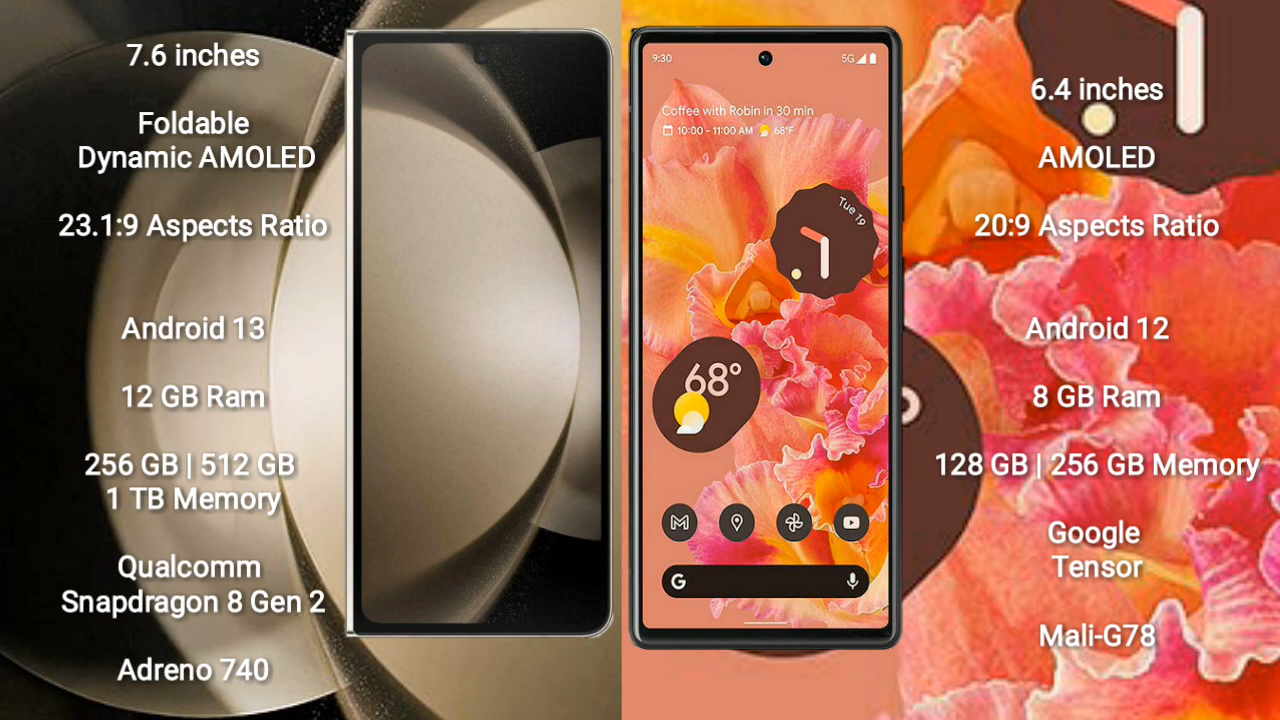 7.6 inches
Foldable
Dynamic AMOLED
23.1:9 Aspects Ratio
Android 13
12 GB Ram
256 GB | 512 GB
1 TB Memory
Qualcomm
Snapdragon 8 Gen 2
Adreno 740
9:30
5G
Coffee with Robin in 30 min
10:00 - 11:00 AM 68°F
Tue 19
68°
G
6.4 inches
AMOLED
20:9 Aspects Ratio
Android 12
8 GB Ram
128 GB | 256 GB Memory
Google
Tensor
Mali-G78